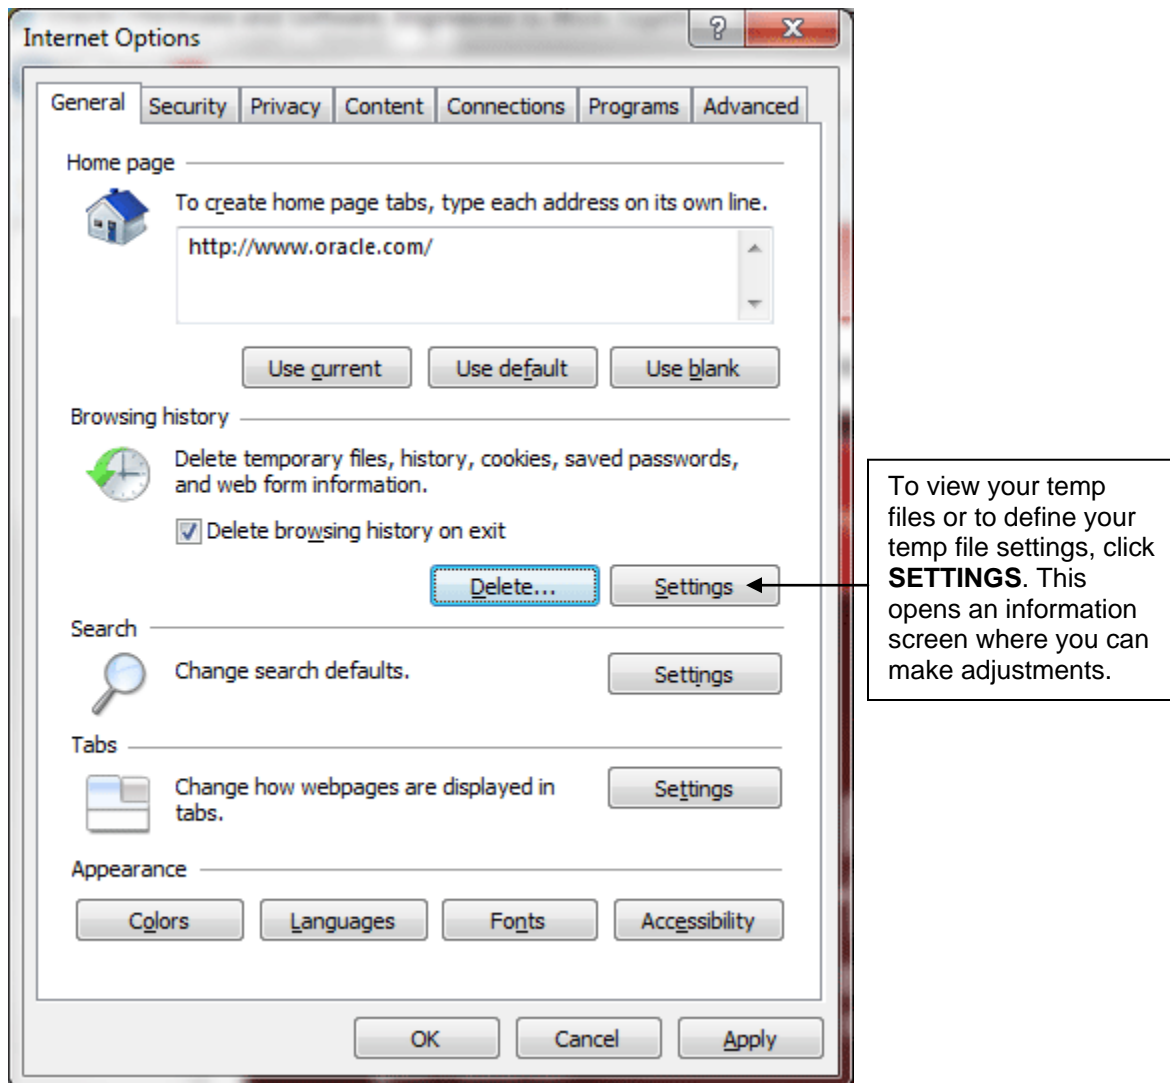 Internet Options
General Security Privacy Content Connections Programs Advanced
Home page
To create home page tabs, type each address on its own line.
http://www.oracle.com/
Use current Use default Use blank
Browsing history
Delete temporary files, history, cookies, saved passwords,
and web form information.
Delete browsing history on exit
Delete... Settings
Search
Change search defaults.
Settings
Tabs
Change how webpages are displayed in
tabs.
Settings
Appearance
Colors Languages Fonts Accessibility
OK Cancel Apply
To view your temp
files or to define your
temp file settings, click
SETTINGS. This
opens an information
screen where you can
make adjustments.